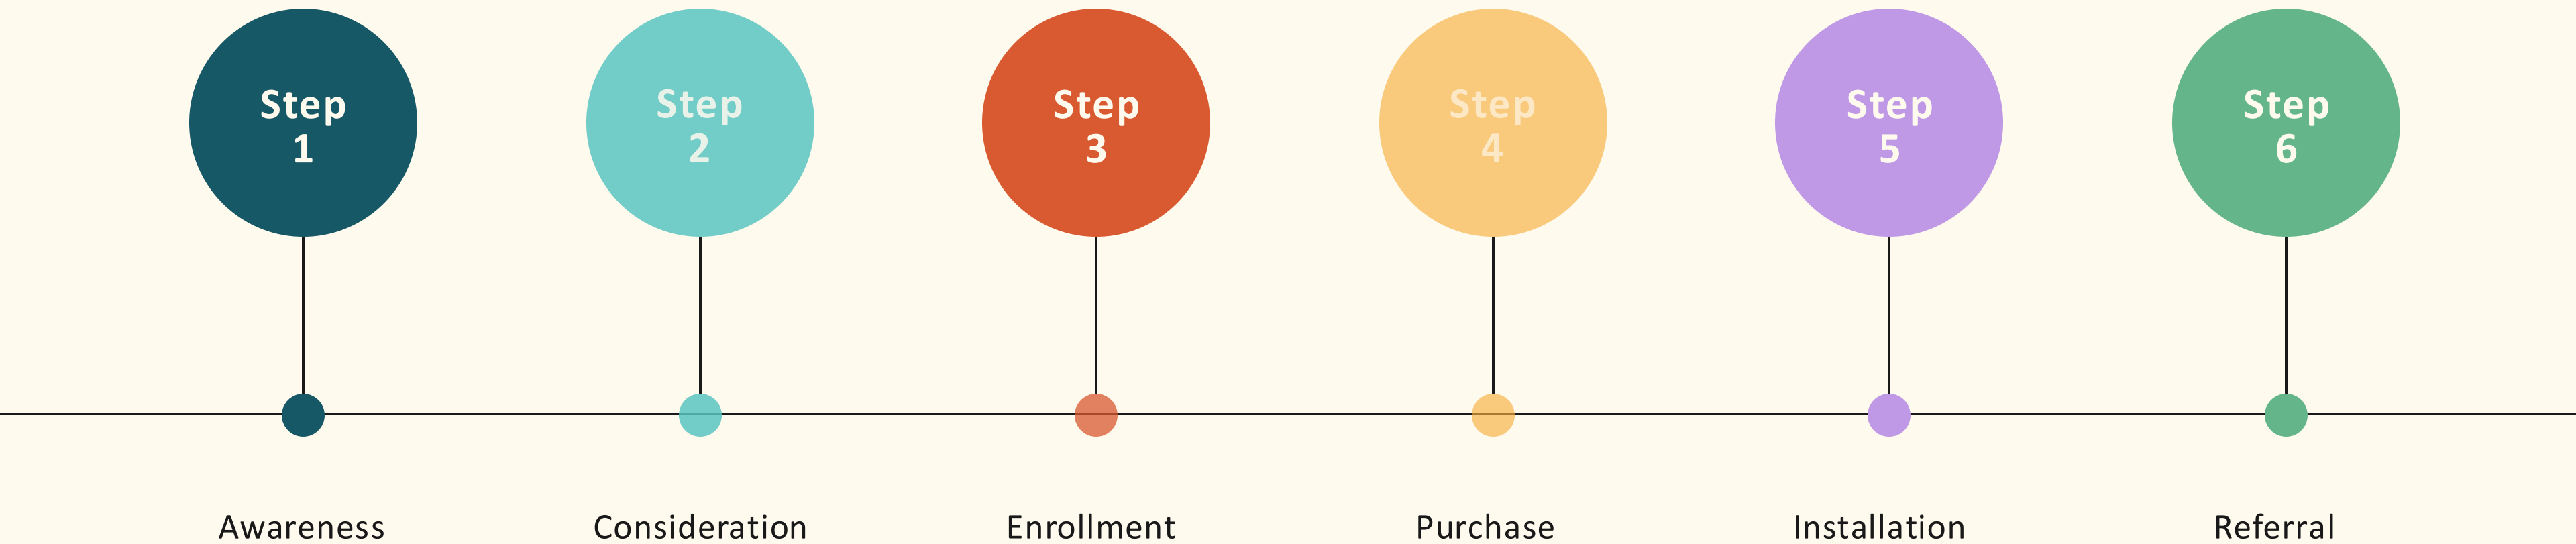 Step
1
Step
2
Step
3
Step
4
Step
5
Step
6
Awareness
Consideration
Enrollment
Purchase
Installation
Referral